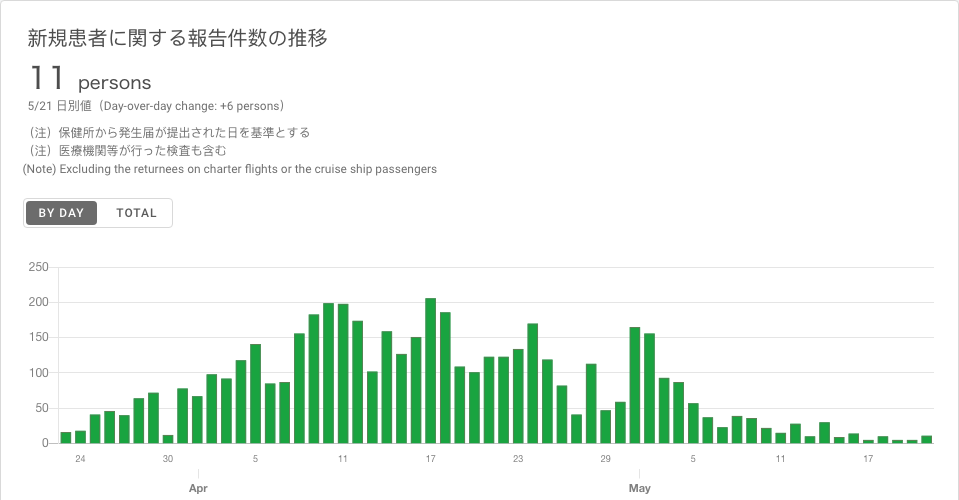 新規患者に関する報告件数の推移
11 persons
5/21 日別値（Day-over-day change: +6 persons）
（注）保健所から発生届が提出された日を基準とする
（注）医療機関等が行った検査も含む
(Note) Excluding the returnees on charter flights or the cruise ship passengers
BY DAY TOTAL
250
200
150
100
50
0
24 30 5 11 17 23 29 5 11 17
Apr May